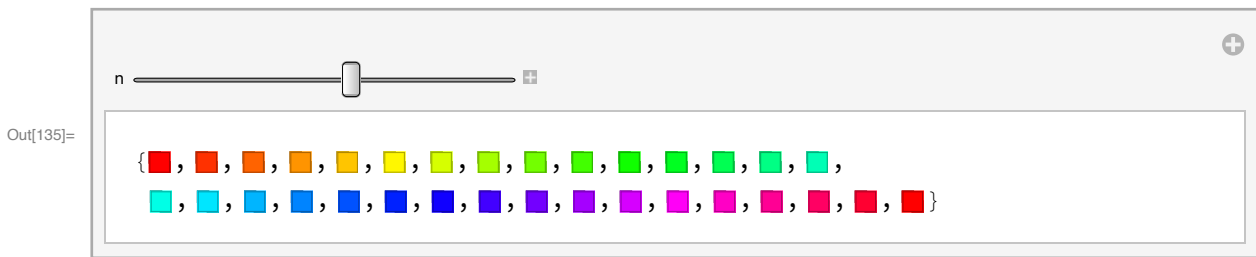 n
Out[135]=
{ , , , , , , , , , , , , , , ,
, , , , , , , , , , , , , , , , }